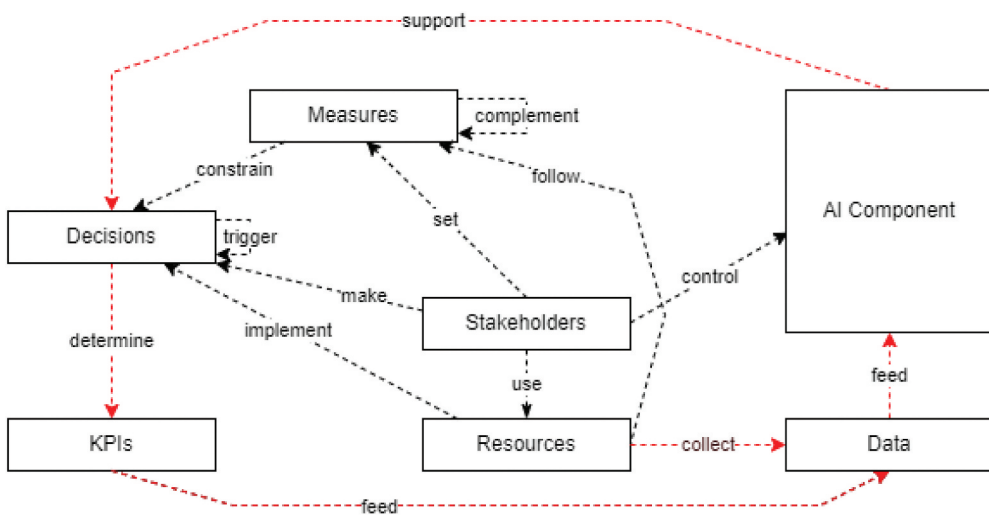 support
Measures
complement
constrain
follow
AI Component
Decisions
trigger
set
control
make
Stakeholders
implement
determine
use
feed
KPIs
Resources
collect
Data
feed